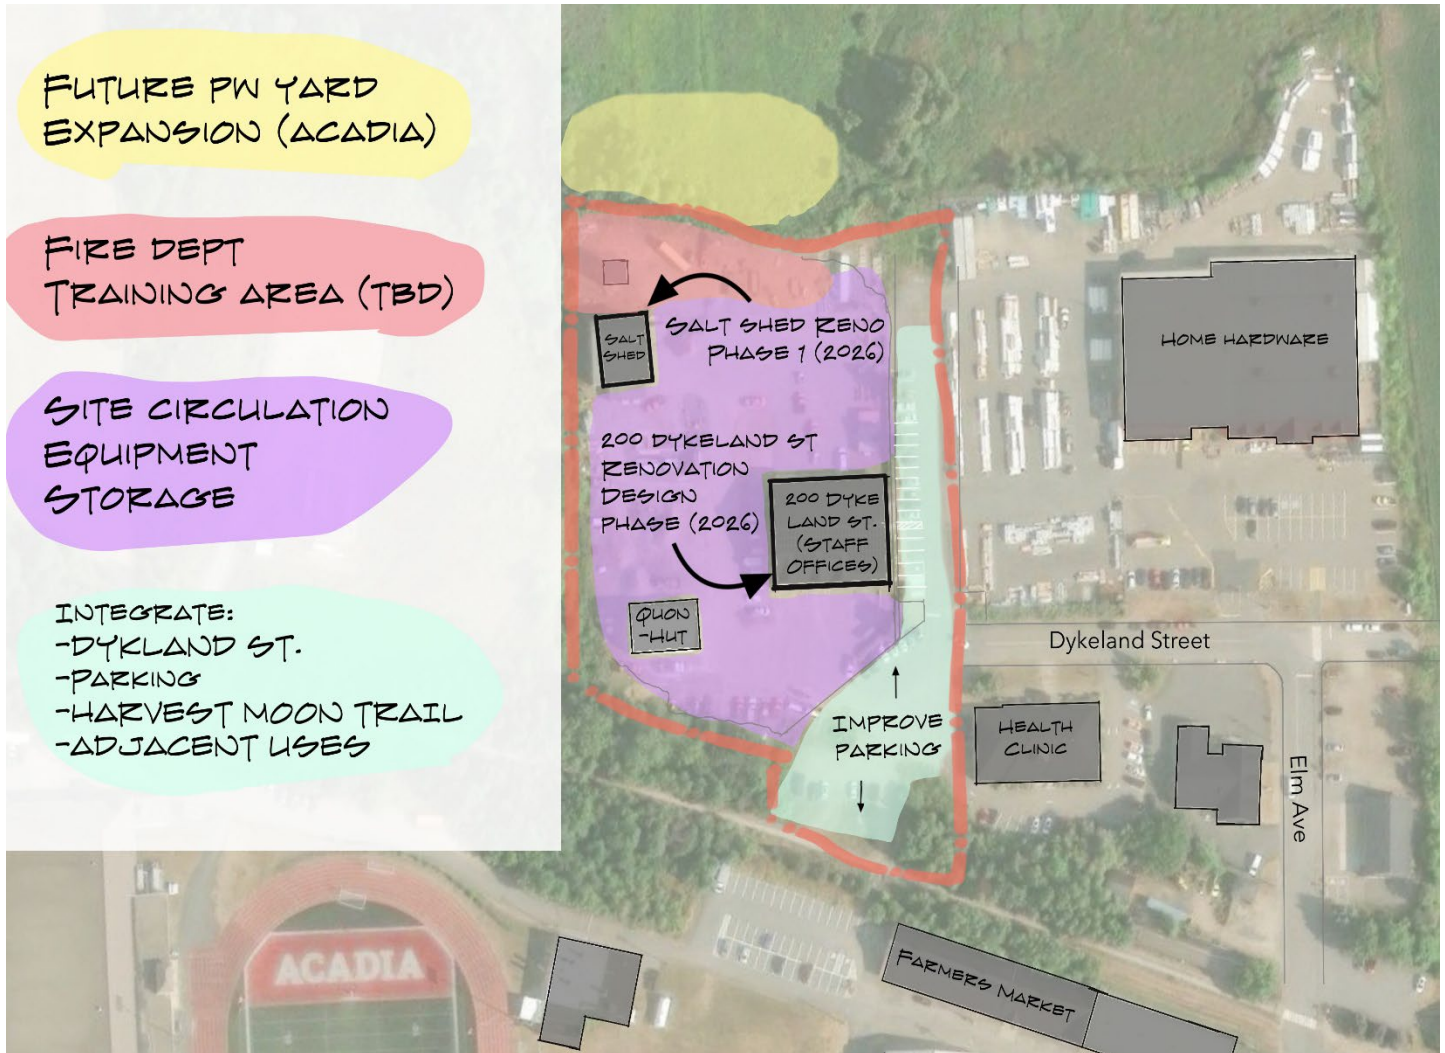 FUTURE PW YARD
EXPANSION (ACADIA)
FIRE DEPT
TRAINING AREA (TBD)
SITE CIRCULATION
EQUIPMENT
STORAGE
INTEGRATE:
-DYKLAND ST.
-PARKING
-HARVEST MOON TRAIL
-ADJACENT USES
SALT
SHED
SALT SHED RENO
PHASE 1 (2026)
200 DYKELAND ST
RENOVATION
DESIGN
PHASE (2026)
200 DYKE
LAND ST.
(STAFF
OFFICES)
QUON
-HUT
IMPROVE
PARKING
HOME HARDWARE
Dykeland Street
HEALTH
CLINIC
Elm Ave
FARMERS MARKET
ACADIA